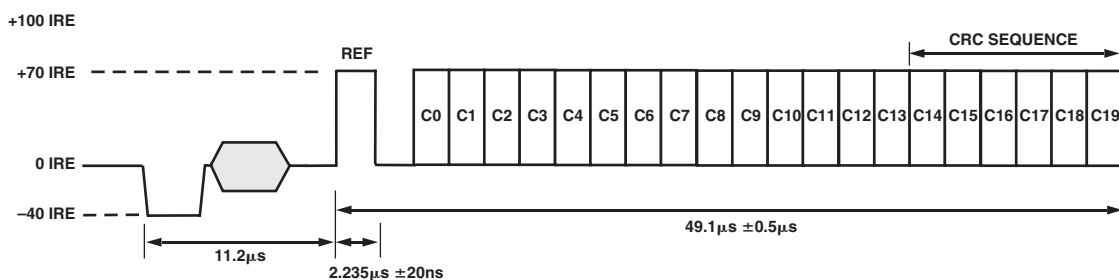 +100 IRE
REF
CRC SEQUENCE
+70 IRE
C0 C1 C2 C3 C4 C5 C6 C7 C8 C9 C10 C11 C12 C13 C14 C15 C16 C17 C18 C19
0 IRE
–40 IRE
49.1µs ±0.5µs
11.2µs
2.235µs ±20ns